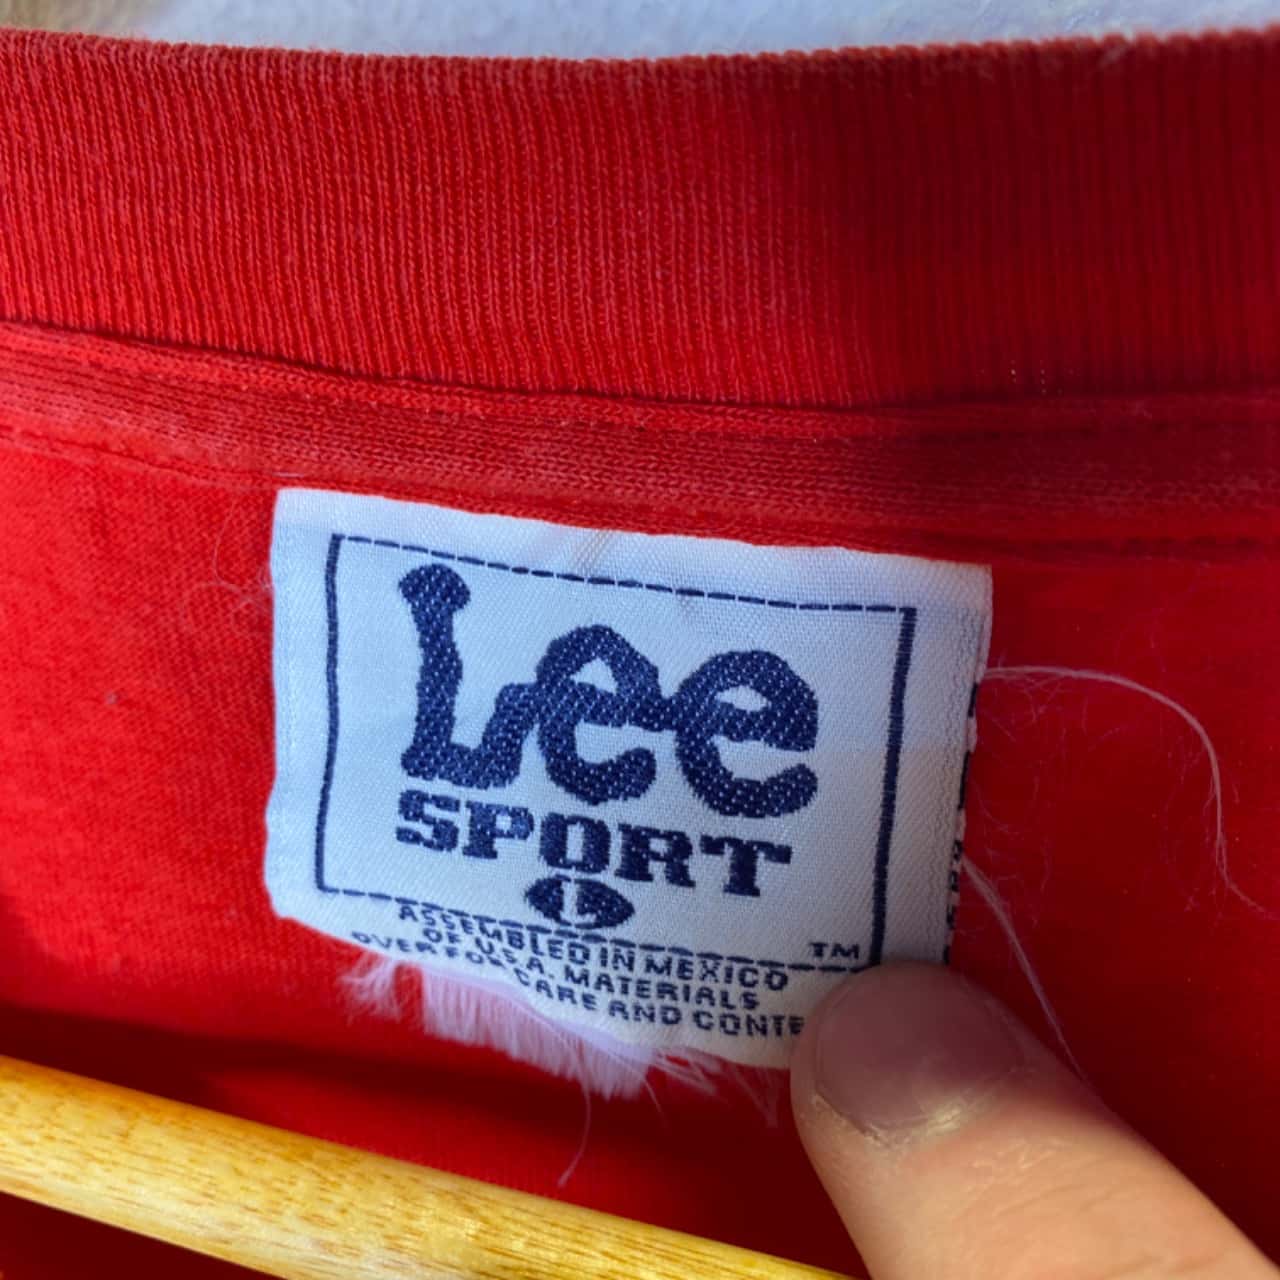 Lee
SPORT
L
TM
ASSEMBLED IN MEXICO
OF U.S.A. MATERIALS
OVER FOR CARE AND CONTE